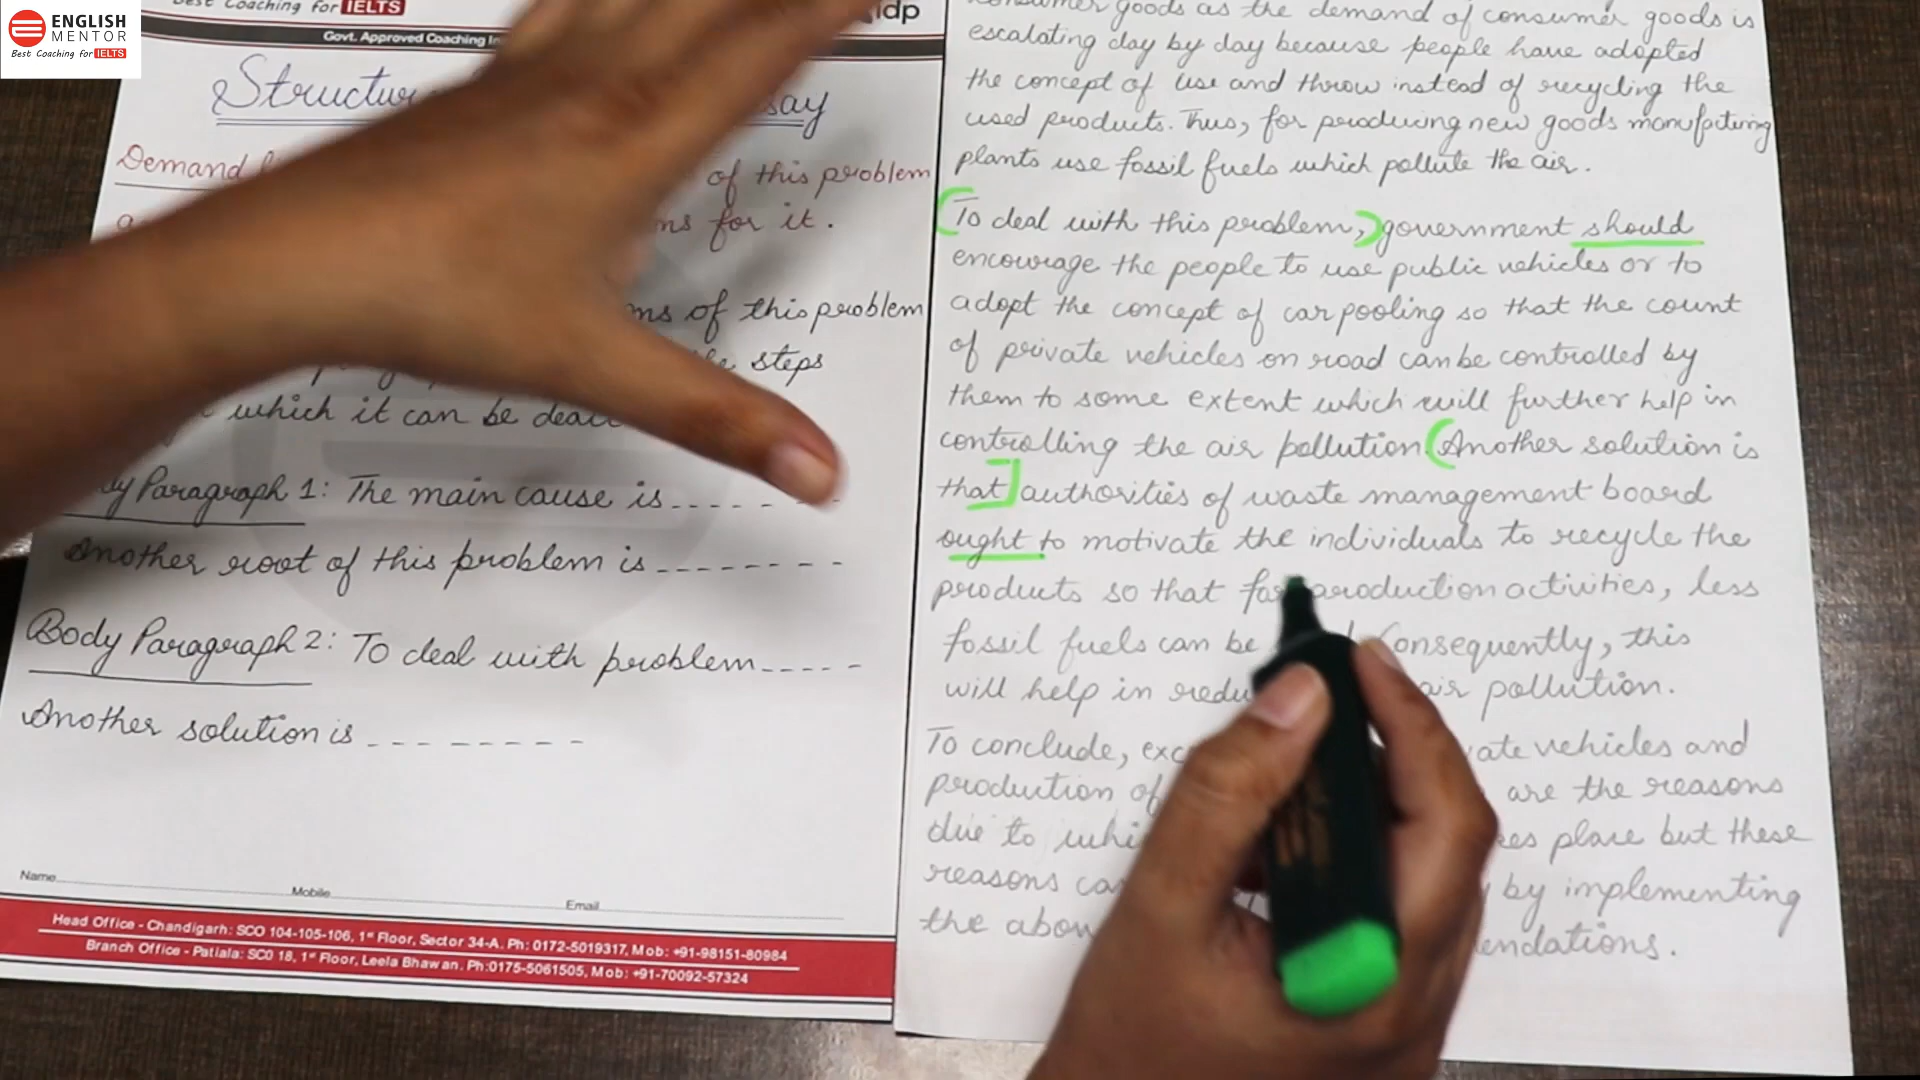 ENGLISH
MENTOR
Best Coaching for IELTS
Best Coaching for IELTS
idp
Govt. Approved Coaching
say
Demand
of this problem
for it.
of this problem
steps
which it can be
Paragraph 1: The main cause is-----
Another root of this problem is--------
Body Paragraph 2: To deal with problem-----
Another solution is ---------
Name
Mobile
Email
Head Office - Chandigarh: SCO 104-105-106, 1st Floor, Sector 34-A. Ph: 0172-5019317, Mob: +91-98151-80984
Branch Office - Patiala: SCO 18, 1st Floor, Leela Bhawan. Ph:0175-5061505, Mob: +91-70092-57324
consumer goods as the demand of consumer goods is
escalating day by day because people have adopted
the concept of use and throw instead of recycling the
used products. Thus, for producing new goods manufacturing
plants use fossil fuels which pollute the air.
To deal with this problem, government should
encourage the people to use public vehicles or to
adopt the concept of car pooling so that the count
of private vehicles on road can be controlled by
them to some extent which will further help in
controlling the air pollution. Another solution is
that authorities of waste management board
ought to motivate the individuals to recycle the
products so that for production activities, less
fossil fuels can be Consequently, this
will help in air pollution.
To conclude, vehicles and
production of are the reasons
due to place but these
reasons by implementing
the